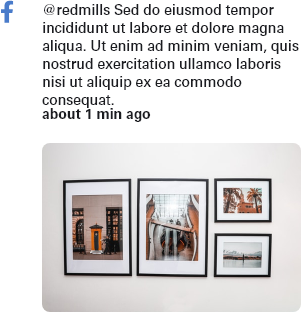 @redmills Sed do eiusmod tempor
incididunt ut labore et dolore magna
aliqua. Ut enim ad minim veniam, quis
nostrud exercitation ullamco laboris
nisi ut aliquip ex ea commodo
consequat.
about 1 min ago